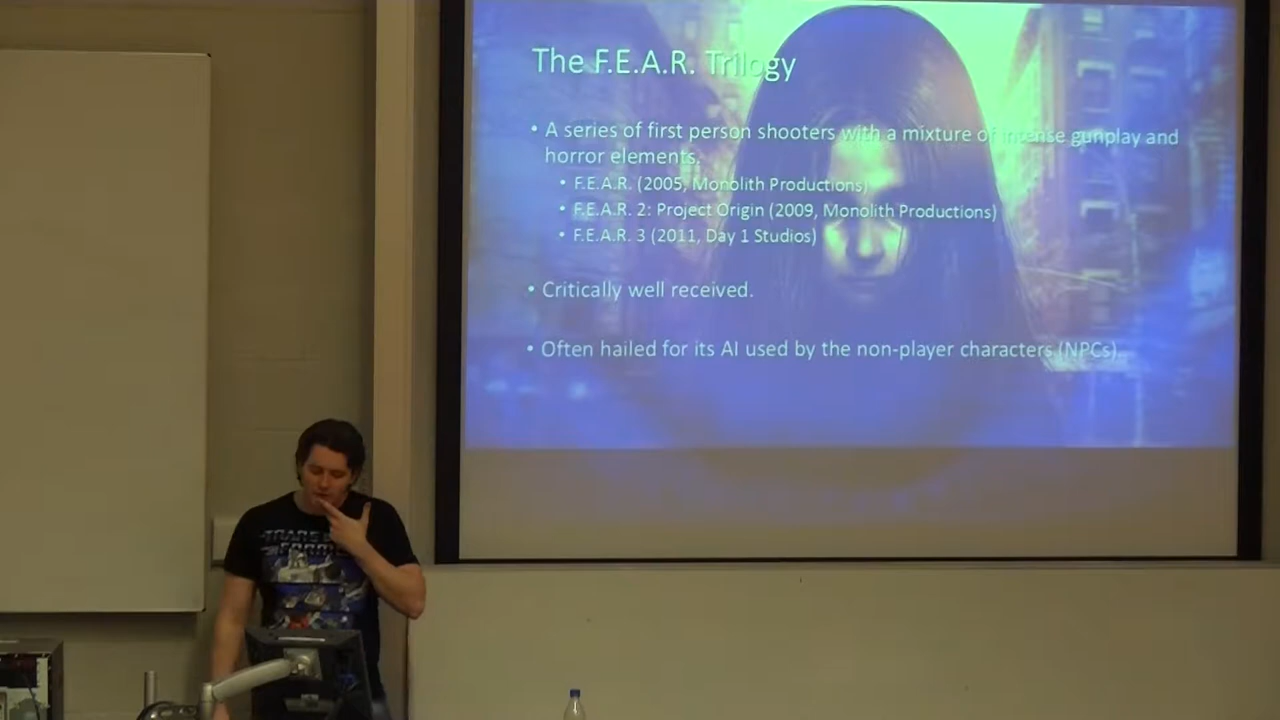 The F.E.A.R. Trilogy
• A series of first person shooters with a mixture of intense gunplay and
horror elements.
• F.E.A.R. (2005, Monolith Productions)
• F.E.A.R. 2: Project Origin (2009, Monolith Productions)
• F.E.A.R. 3 (2011, Day 1 Studios)
• Critically well received.
• Often hailed for its AI used by the non-player characters (NPCs).
TRANS
FORM